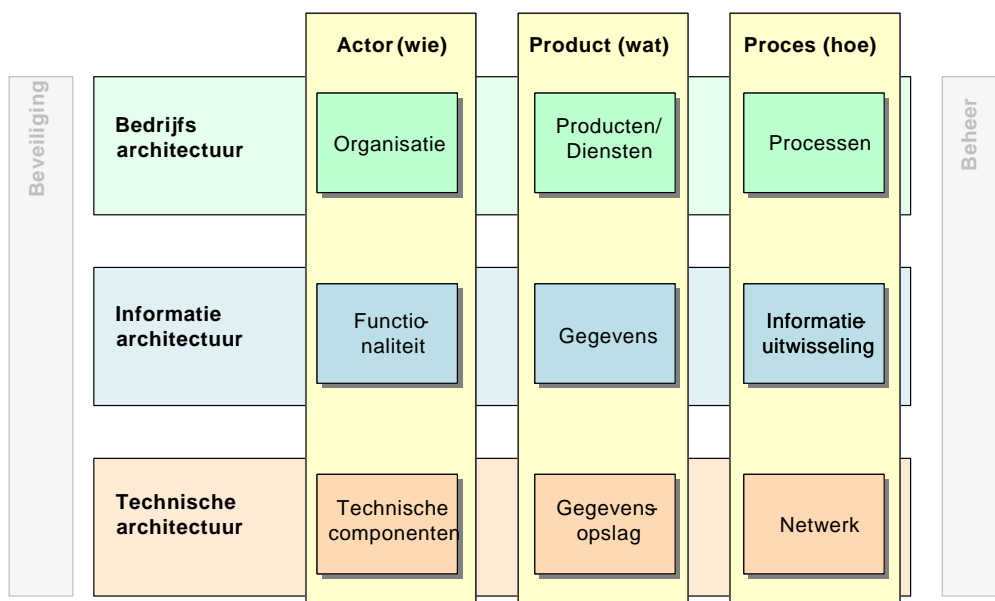 Actor (wie)
Product (wat)
Proces (hoe)
Beveiliging
Beheer
Bedrijfs
architectuur
Organisatie
Producten/
Diensten
Processen
Informatie
architectuur
Functio-
naliteit
Gegevens
Informatie-
uitwisseling
Technische
architectuur
Technische
componenten
Gegevens-
opslag
Netwerk